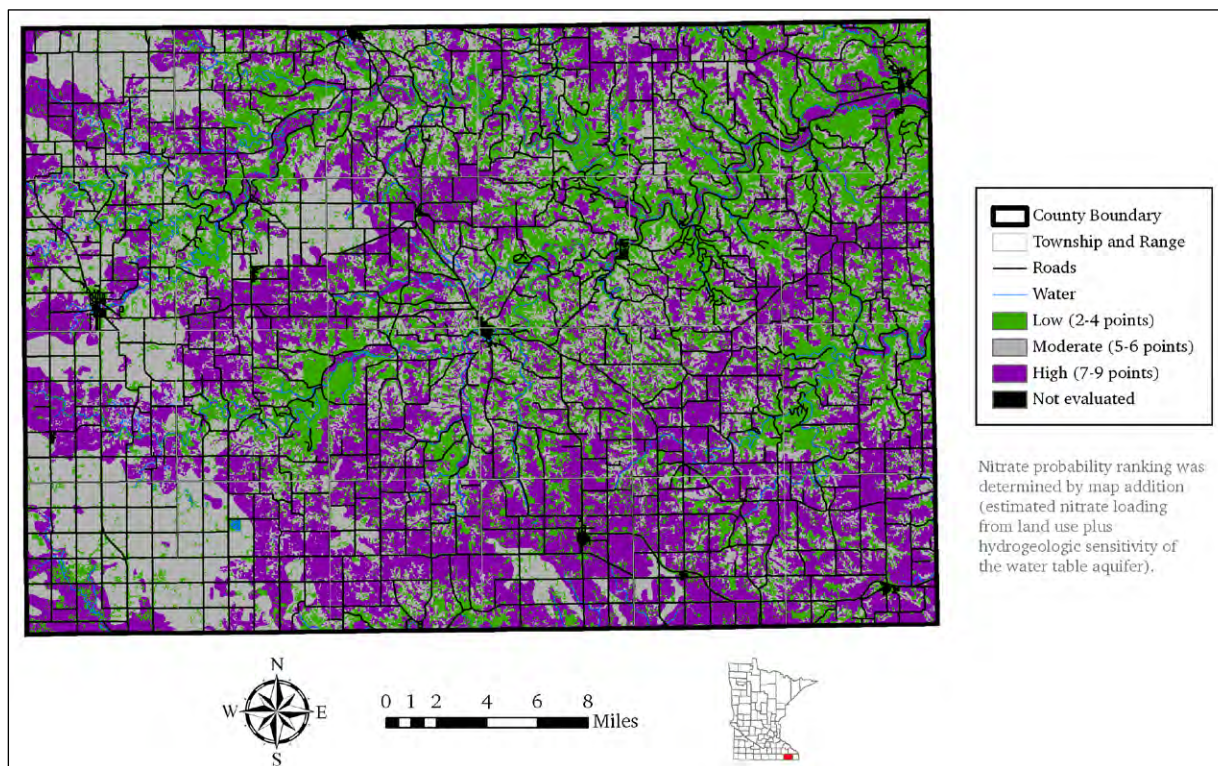 County Boundary
Township and Range
Roads
Water
Low (2-4 points)
Moderate (5-6 points)
High (7-9 points)
Not evaluated
Nitrate probability ranking was
determined by map addition
(estimated nitrate loading
from land use plus
hydrogeologic sensitivity of
the water table aquifer).
N
W E
S
0 1 2 4 6 8
Miles